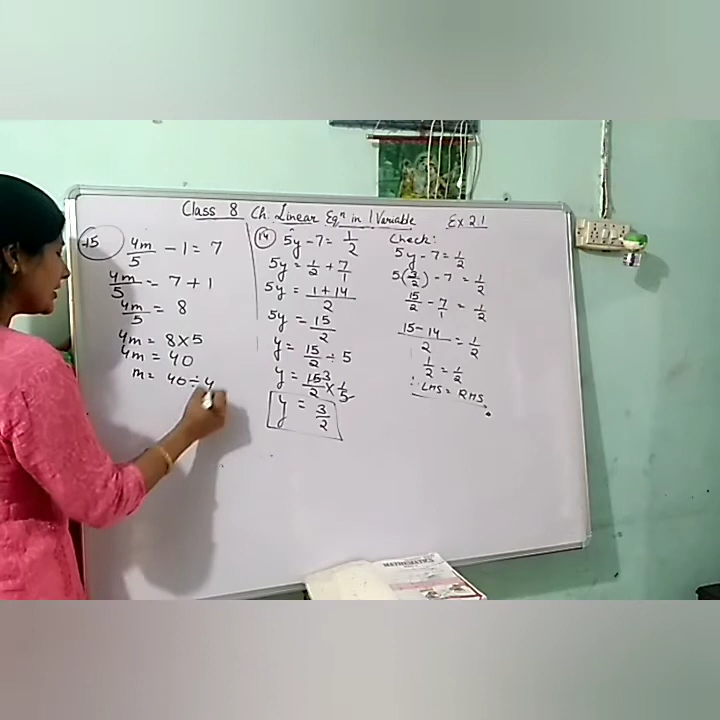 Class 8 Ch. Linear Eqⁿ in 1 Variable Ex 2.1
15
4m/5 - 1 = 7
4m/5 = 7 + 1
4m/5 = 8
4m = 8 × 5
4m = 40
m = 40 ÷ 4
14
5y - 7 = 1/2
5y = 1/2 + 7/1
5y = (1 + 14)/2
5y = 15/2
y = 15/2 ÷ 5
y = 15 3/2 × 1/5
y = 3/2
Check:
5y - 7 = 1/2
5(3/2) - 7 = 1/2
15/2 - 7/1 = 1/2
(15 - 14)/2 = 1/2
1/2 = 1/2
∴ LHS = RHS
MATHEMATICS